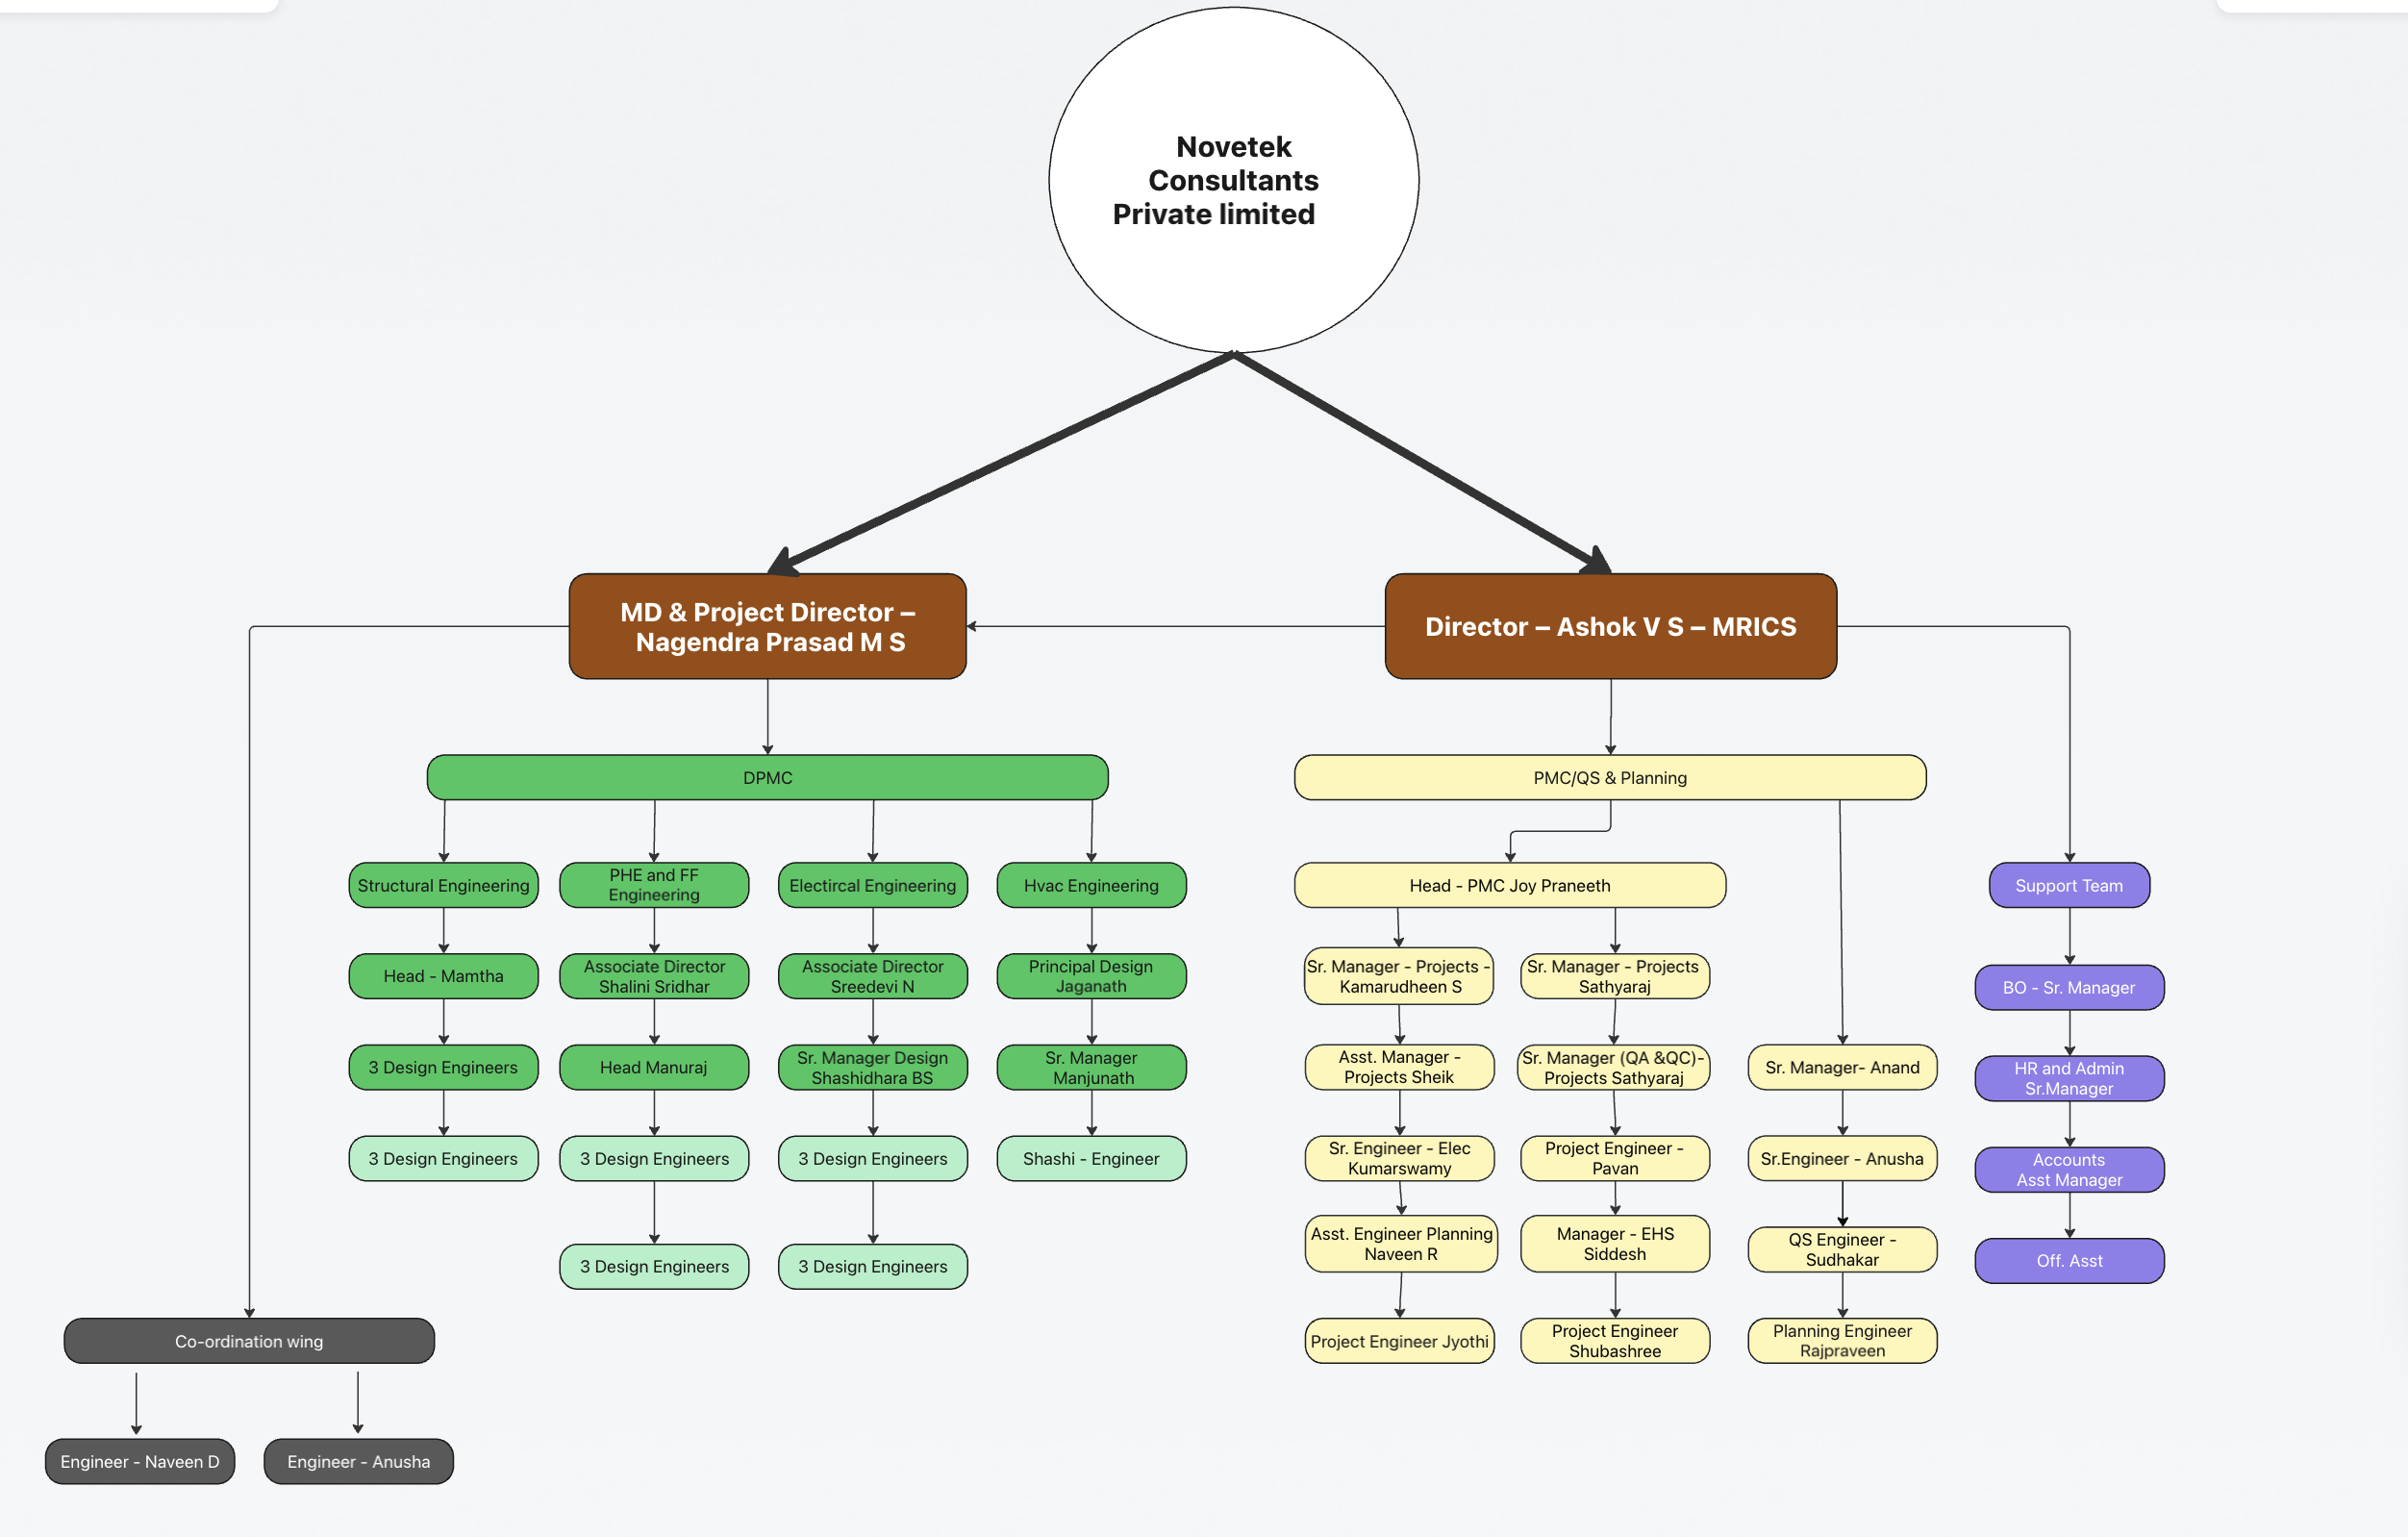 Novetek
Consultants
Private limited
MD & Project Director –
Nagendra Prasad M S
Director – Ashok V S – MRICS
DPMC
PMC/QS & Planning
Structural Engineering
PHE and FF
Engineering
Electircal Engineering
Hvac Engineering
Head - PMC Joy Praneeth
Support Team
Head - Mamtha
Associate Director
Shalini Sridhar
Associate Director
Sreedevi N
Principal Design
Jaganath
Sr. Manager - Projects -
Kamarudheen S
Sr. Manager - Projects
Sathyaraj
BO - Sr. Manager
3 Design Engineers
Head Manuraj
Sr. Manager Design
Shashidhara BS
Sr. Manager
Manjunath
Asst. Manager -
Projects Sheik
Sr. Manager (QA &QC)-
Projects Sathyaraj
Sr. Manager- Anand
HR and Admin
Sr.Manager
3 Design Engineers
3 Design Engineers
3 Design Engineers
Shashi - Engineer
Sr. Engineer - Elec
Kumarswamy
Project Engineer -
Pavan
Sr.Engineer - Anusha
Accounts
Asst Manager
3 Design Engineers
3 Design Engineers
Asst. Engineer Planning
Naveen R
Manager - EHS
Siddesh
QS Engineer -
Sudhakar
Off. Asst
Co-ordination wing
Project Engineer Jyothi
Project Engineer
Shubashree
Planning Engineer
Rajpraveen
Engineer - Naveen D
Engineer - Anusha